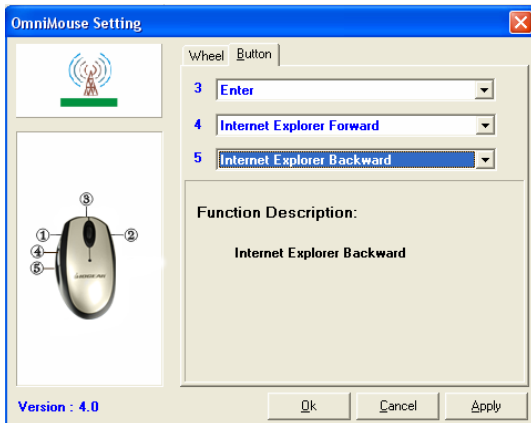 OmniMouse Setting
Wheel Button
3 Enter
4 Internet Explorer Forward
5 Internet Explorer Backward
Function Description:
Internet Explorer Backward
③
① ②
④
⑤
Version : 4.0
Ok Cancel Apply